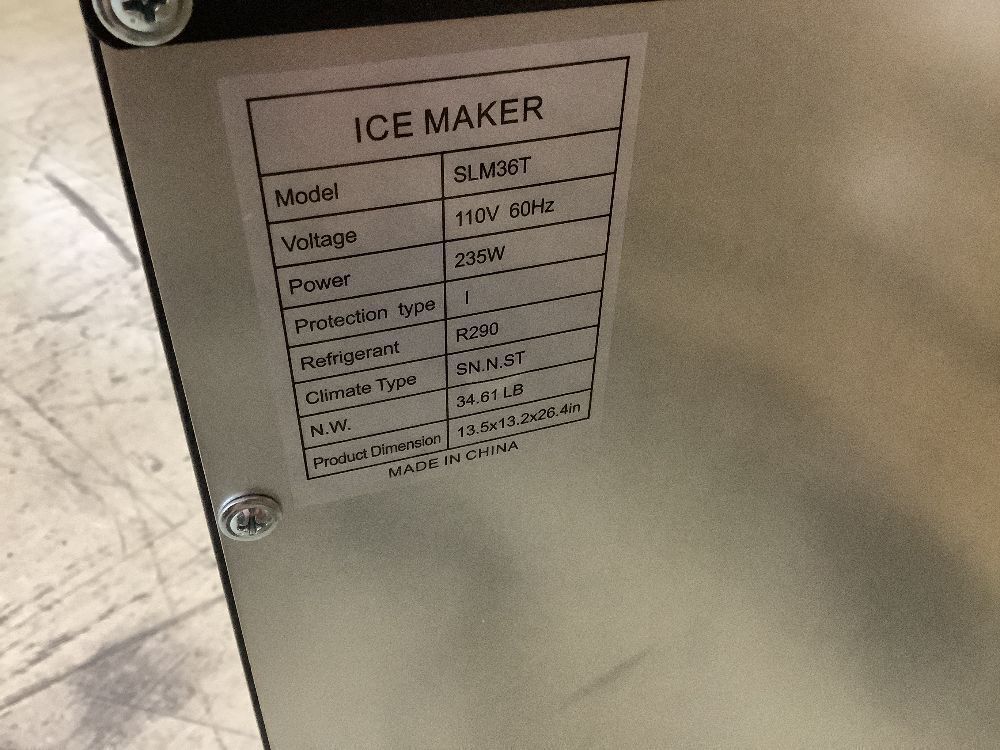 ICE MAKER
Model SLM36T
Voltage 110V 60Hz
Power 235W
Protection type I
Refrigerant R290
Climate Type SN.N.ST
N.W. 34.61 LB
Product Dimension 13.5x13.2x26.4in
MADE IN CHINA